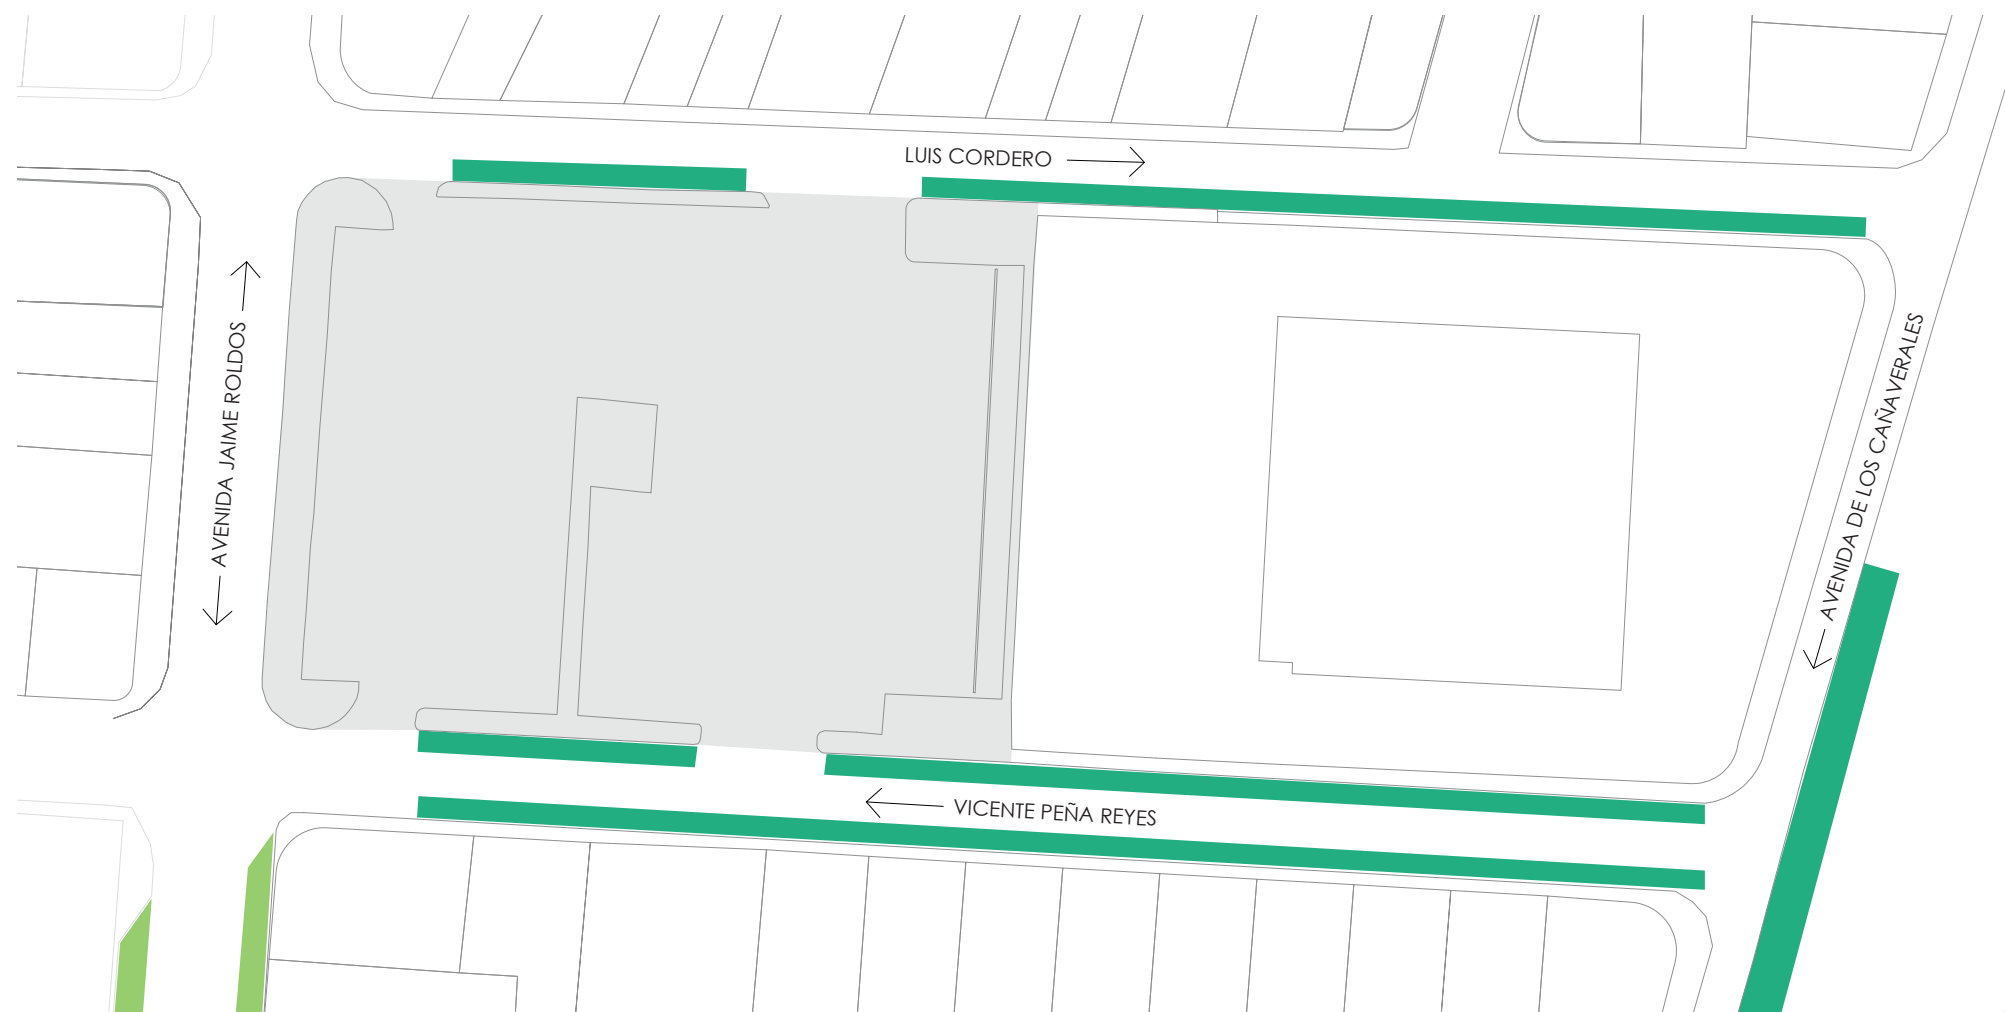 LUIS CORDERO
AVENIDA JAIME ROLDOS
AVENIDA DE LOS CAÑAVERALES
VICENTE PEÑA REYES